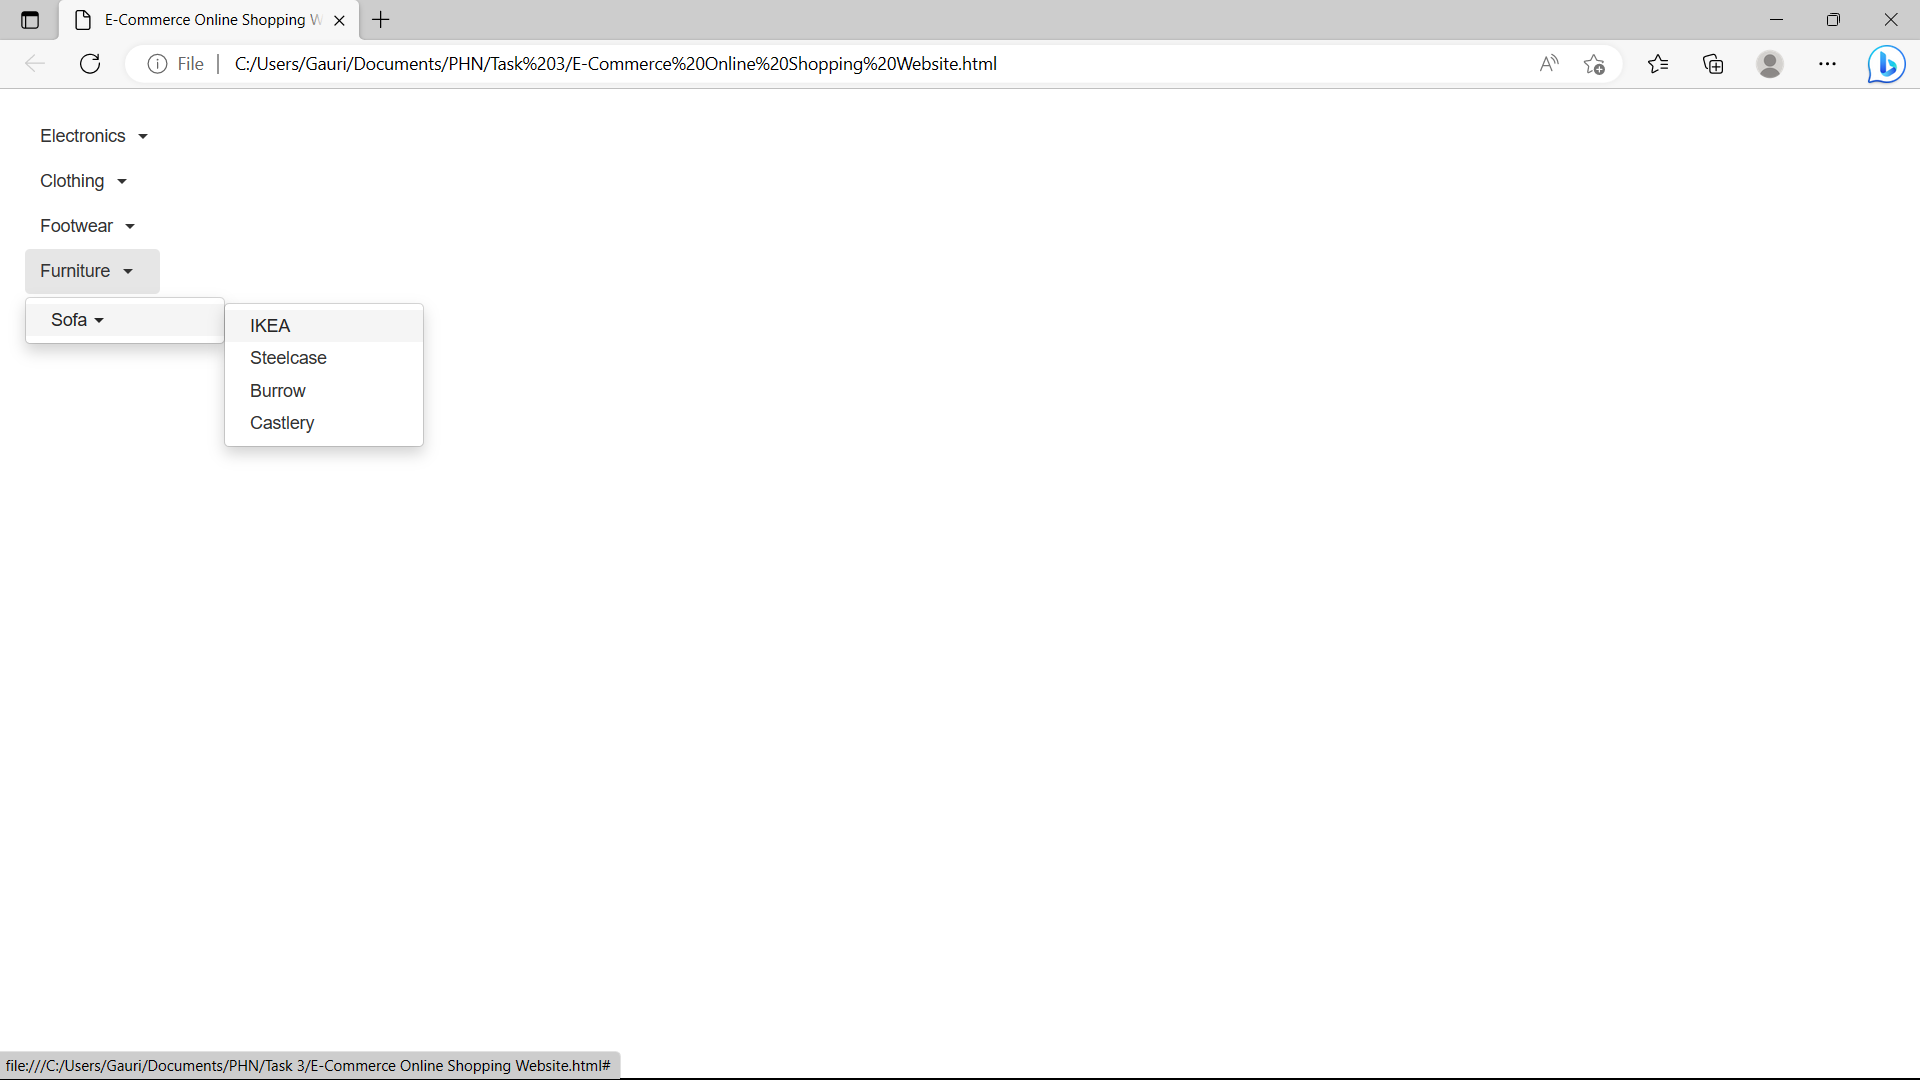 E-Commerce Online Shopping W
File
C:/Users/Gauri/Documents/PHN/Task%203/E-Commerce%20Online%20Shopping%20Website.html
Electronics
Clothing
Footwear
Furniture
Sofa
IKEA
Steelcase
Burrow
Castlery
file:///C:/Users/Gauri/Documents/PHN/Task 3/E-Commerce Online Shopping Website.html#